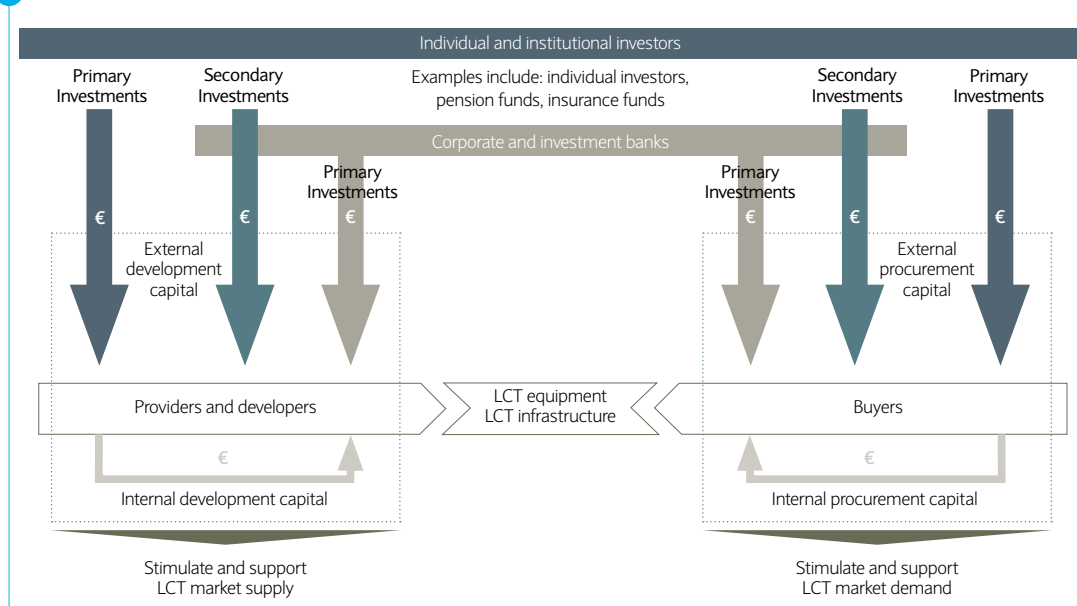 Individual and institutional investors
Primary
Investments
Secondary
Investments
Examples include: individual investors,
pension funds, insurance funds
Secondary
Investments
Primary
Investments
Corporate and investment banks
Primary
Investments
Primary
Investments
€
€
€
€
€
€
External
development
capital
External
procurement
capital
Providers and developers
LCT equipment
LCT infrastructure
Buyers
€
€
Internal development capital
Internal procurement capital
Stimulate and support
LCT market supply
Stimulate and support
LCT market demand